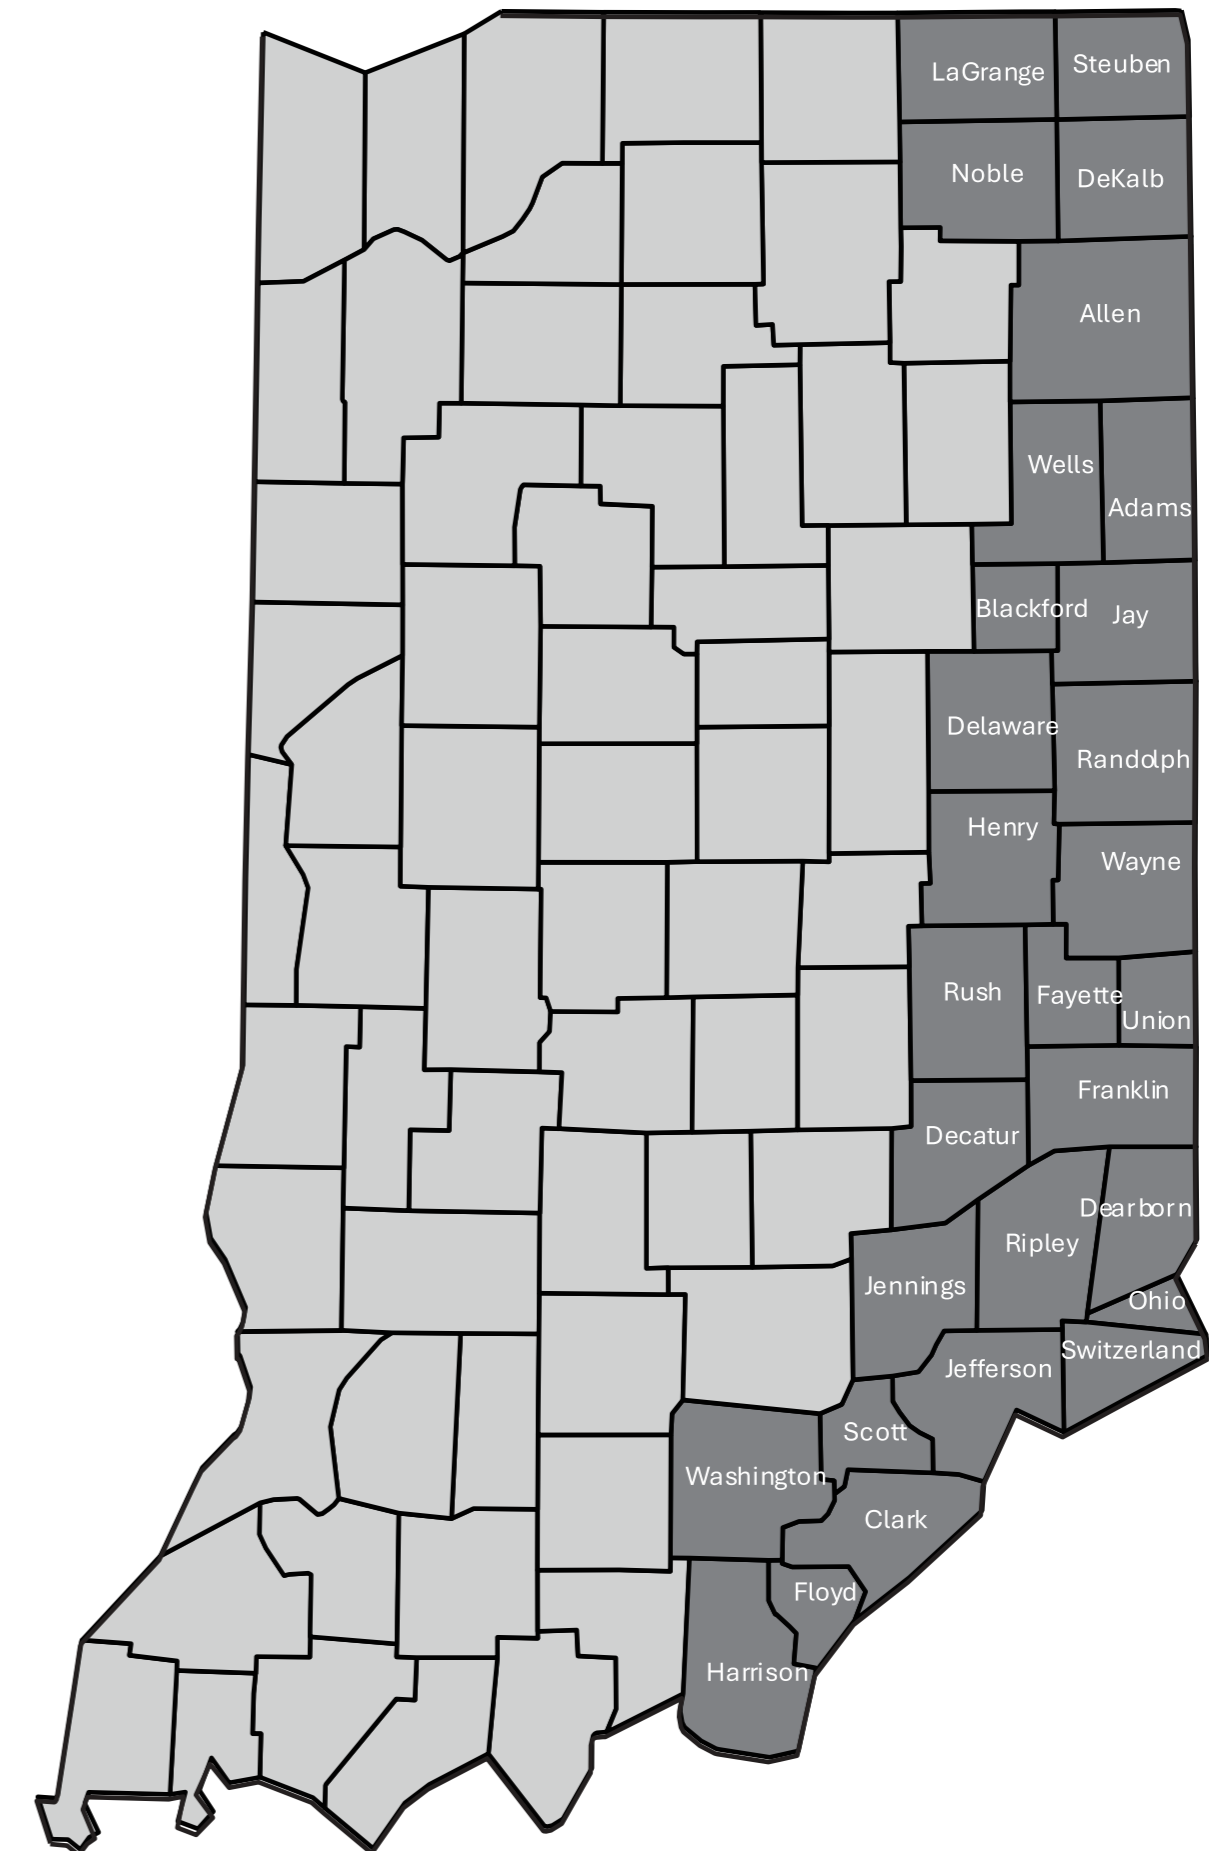 LaGrange
Steuben
Noble
DeKalb
Allen
Wells
Adams
Blackford
Jay
Delaware
Randolph
Henry
Wayne
Rush
Fayette
Union
Franklin
Decatur
Dearborn
Ripley
Jennings
Ohio
Switzerland
Jefferson
Scott
Washington
Clark
Floyd
Harrison